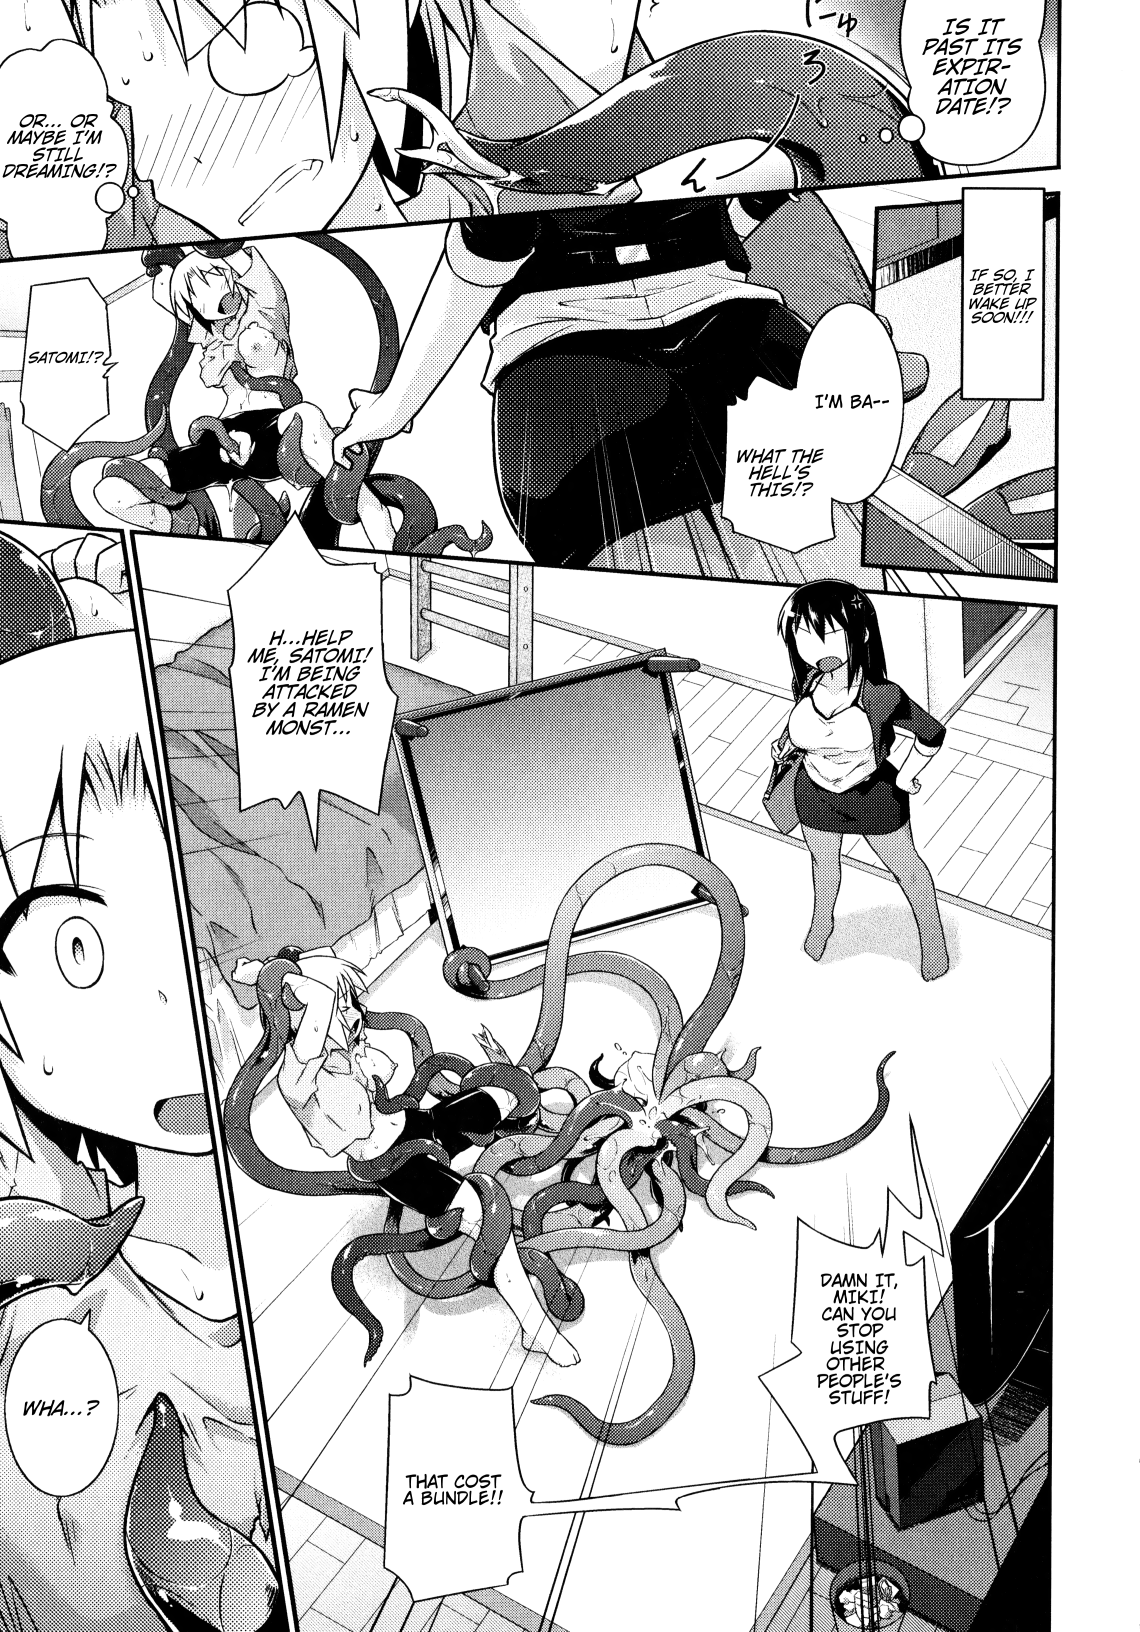 IS IT
PAST ITS
EXPIR-
ATION
DATE!?
OR... OR
MAYBE I'M
STILL
DREAMING!?
IF SO, I
BETTER
WAKE UP
SOON!!!
I'M BA--
WHAT THE
HELL'S
THIS!?
SATOMI!?
H...HELP
ME, SATOMI!
I'M BEING
ATTACKED
BY A RAMEN
MONST...
DAMN IT,
MIKI!
CAN YOU
STOP
USING
OTHER
PEOPLE'S
STUFF!
THAT COST
A BUNDLE!!
WHA...?